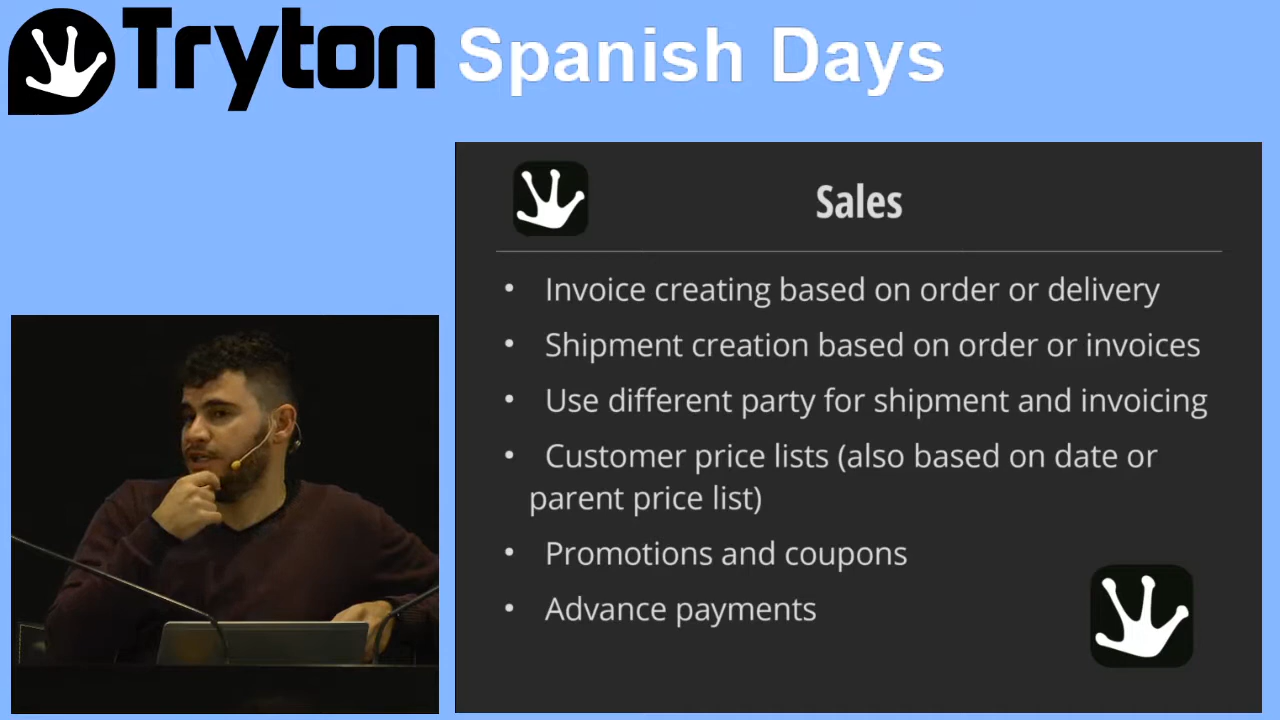 Tryton Spanish Days
Sales
• Invoice creating based on order or delivery
• Shipment creation based on order or invoices
• Use different party for shipment and invoicing
• Customer price lists (also based on date or
parent price list)
• Promotions and coupons
• Advance payments